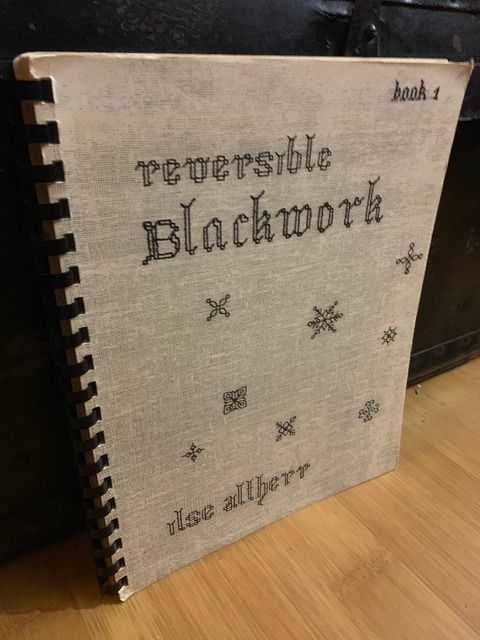 book 1
reversible
Blackwork
ilse altherr